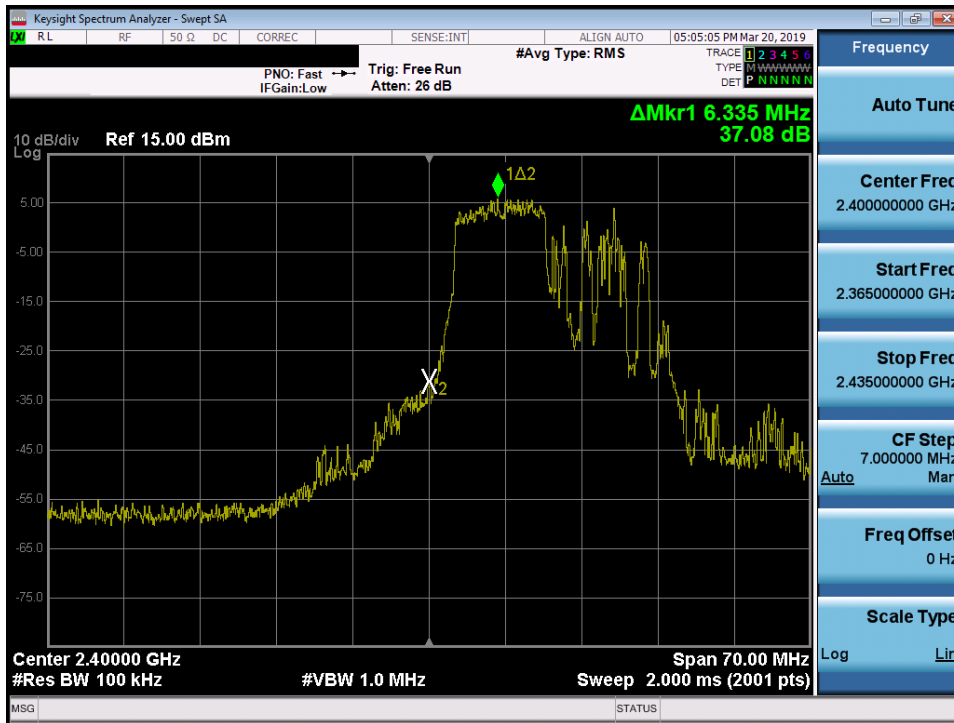 Keysight Spectrum Analyzer - Swept SA
LXI RL RF 50 Ω DC CORREC SENSE:INT ALIGN AUTO 05:05:05 PM Mar 20, 2019
#Avg Type: RMS
TRACE 1 2 3 4 5 6
TYPE M W W W W W
DET P N N N N N
PNO: Fast
IFGain:Low
Trig: Free Run
Atten: 26 dB
ΔMkr1 6.335 MHz
37.08 dB
10 dB/div
Log
Ref 15.00 dBm
1Δ2
5.00
-5.00
-15.0
-25.0
-35.0
2
-45.0
-55.0
-65.0
-75.0
Center 2.40000 GHz
Span 70.00 MHz
#Res BW 100 kHz
#VBW 1.0 MHz
Sweep 2.000 ms (2001 pts)
MSG
STATUS
Frequency
Auto Tune
Center Freq
2.400000000 GHz
Start Freq
2.365000000 GHz
Stop Freq
2.435000000 GHz
CF Step
7.000000 MHz
Auto Man
Freq Offset
0 Hz
Scale Type
Log Lin